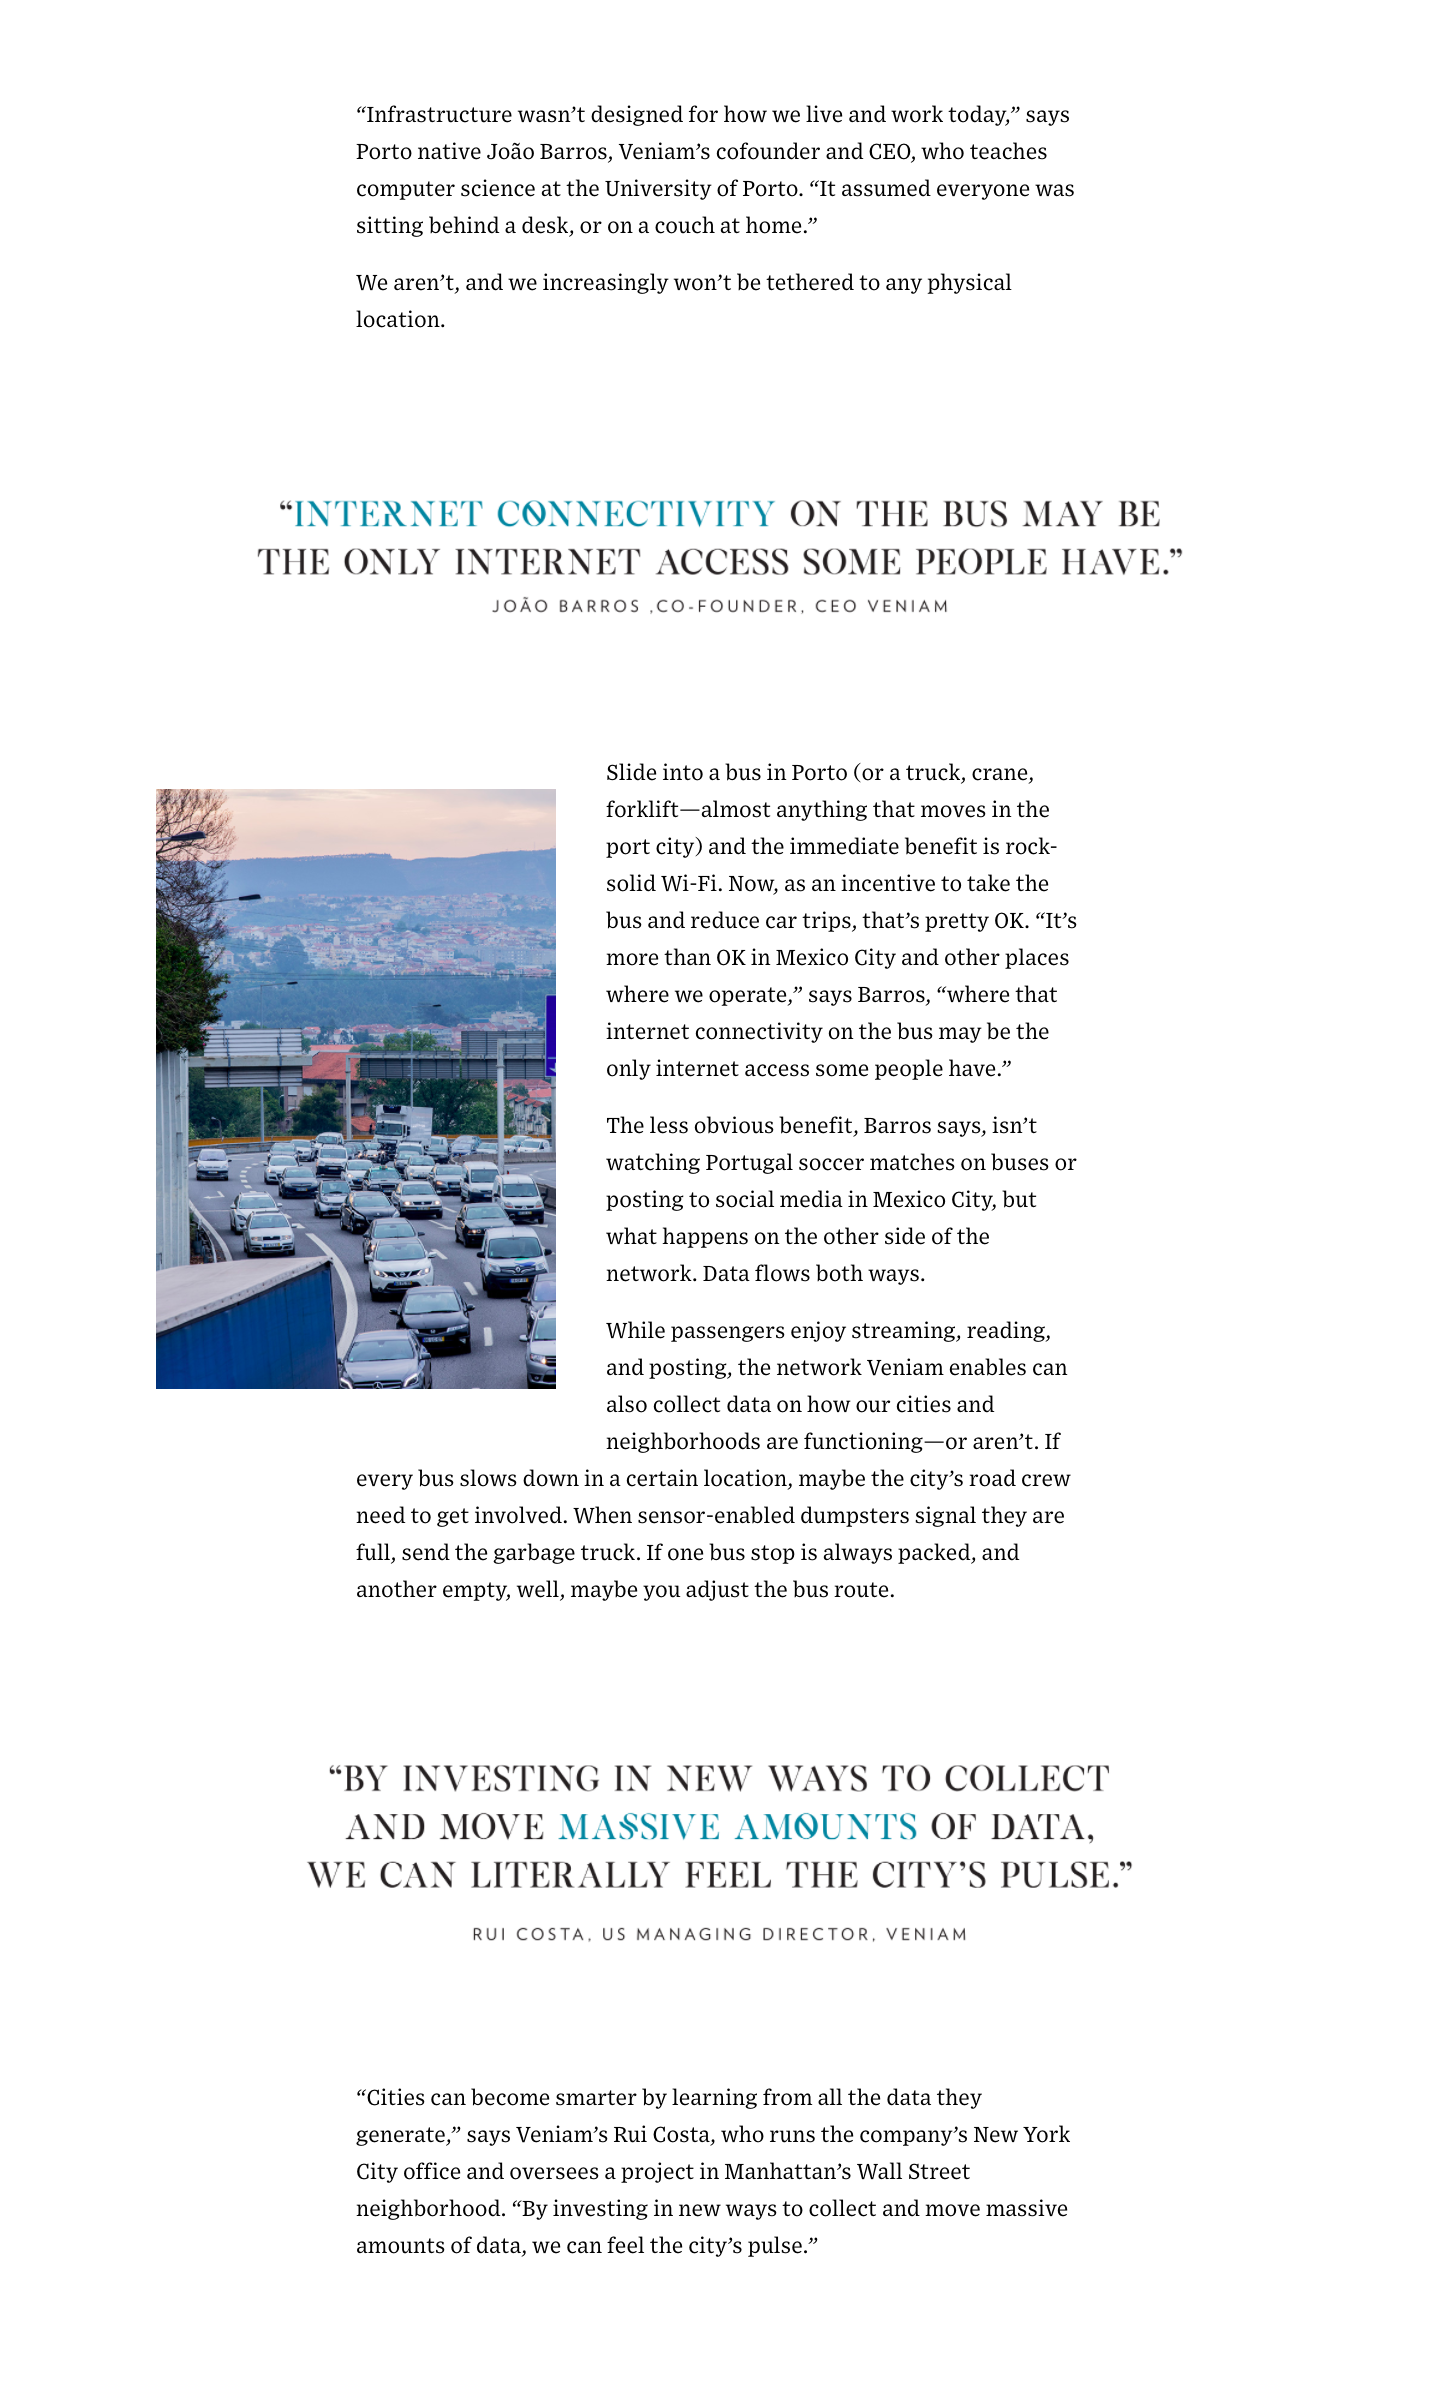 “Infrastructure wasn’t designed for how we live and work today,” says
Porto native João Barros, Veniam’s cofounder and CEO, who teaches
computer science at the University of Porto. “It assumed everyone was
sitting behind a desk, or on a couch at home.”
We aren’t, and we increasingly won’t be tethered to any physical
location.
“INTERNET CONNECTIVITY ON THE BUS MAY BE
THE ONLY INTERNET ACCESS SOME PEOPLE HAVE.”
JOÃO BARROS ,CO-FOUNDER, CEO VENIAM
Slide into a bus in Porto (or a truck, crane,
forklift—almost anything that moves in the
port city) and the immediate benefit is rock-
solid Wi-Fi. Now, as an incentive to take the
bus and reduce car trips, that’s pretty OK. “It’s
more than OK in Mexico City and other places
where we operate,” says Barros, “where that
internet connectivity on the bus may be the
only internet access some people have.”
The less obvious benefit, Barros says, isn’t
watching Portugal soccer matches on buses or
posting to social media in Mexico City, but
what happens on the other side of the
network. Data flows both ways.
While passengers enjoy streaming, reading,
and posting, the network Veniam enables can
also collect data on how our cities and
neighborhoods are functioning—or aren’t. If
every bus slows down in a certain location, maybe the city’s road crew
need to get involved. When sensor-enabled dumpsters signal they are
full, send the garbage truck. If one bus stop is always packed, and
another empty, well, maybe you adjust the bus route.
“BY INVESTING IN NEW WAYS TO COLLECT
AND MOVE MASSIVE AMOUNTS OF DATA,
WE CAN LITERALLY FEEL THE CITY’S PULSE.”
RUI COSTA, US MANAGING DIRECTOR, VENIAM
“Cities can become smarter by learning from all the data they
generate,” says Veniam’s Rui Costa, who runs the company’s New York
City office and oversees a project in Manhattan’s Wall Street
neighborhood. “By investing in new ways to collect and move massive
amounts of data, we can feel the city’s pulse.”